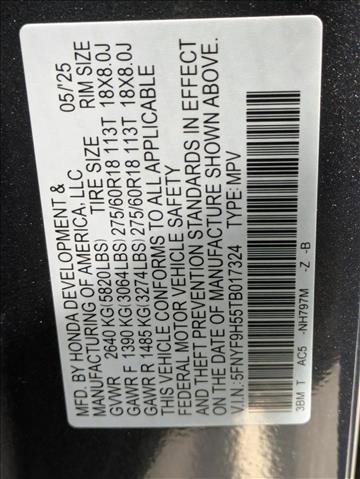 MFD. BY HONDA DEVELOPMENT & 05/'25
MANUFACTURING OF AMERICA, LLC
TIRE SIZE RIM SIZE
GVWR 2640 KG(5820LBS)
GAWR F 1390 KG(3064LBS) 275/60R18 113T 18X8.0J
GAWR R 1485 KG(3274LBS) 275/60R18 113T 18X8.0J
THIS VEHICLE CONFORMS TO ALL APPLICABLE
FEDERAL MOTOR VEHICLE SAFETY
AND THEFT PREVENTION STANDARDS IN EFFECT
ON THE DATE OF MANUFACTURE SHOWN ABOVE.
V.I.N.:5FNYF9H55TB017324 TYPE: MPV
3BM T AC5 -NH797M -Z -B